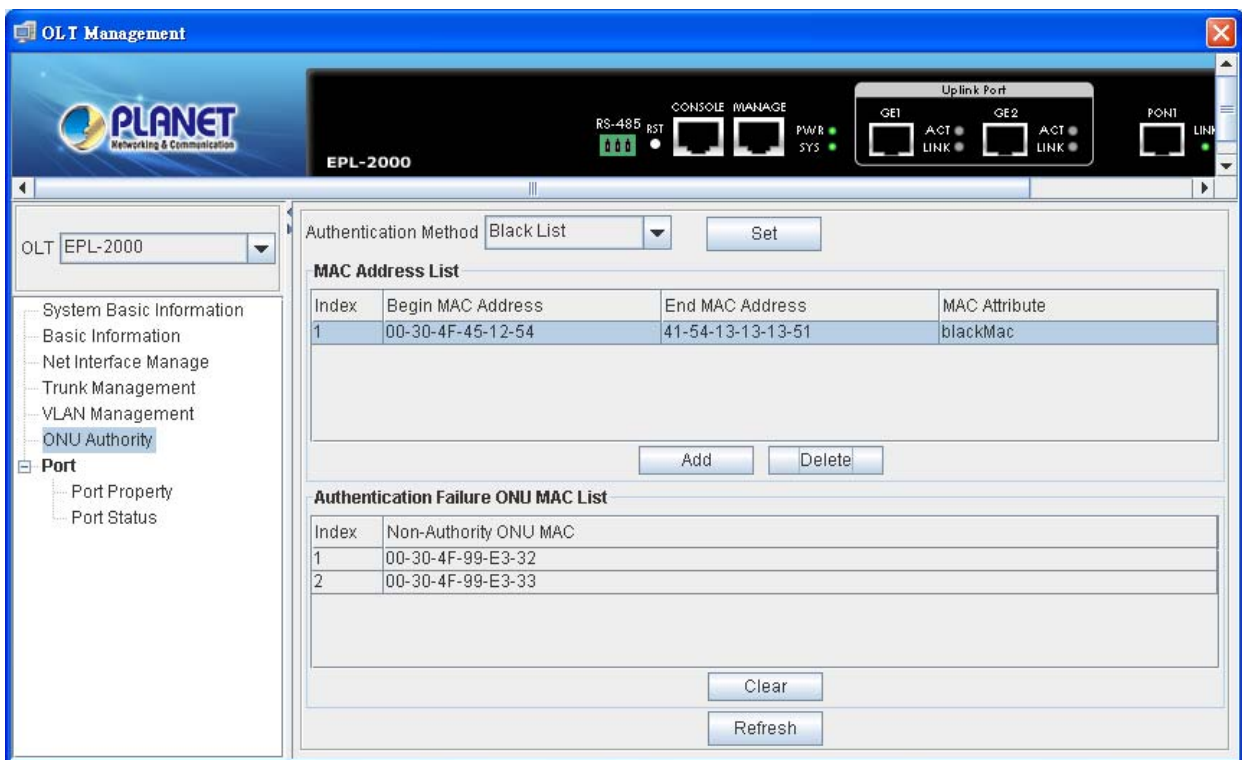 OLT Management
PLANET
Networking & Communication
EPL-2000
RS-485
RST
CONSOLE
MANAGE
PWR
SYS
Uplink Port
GE1
ACT
LINK
GE2
ACT
LINK
PON1
LINK
OLT EPL-2000
System Basic Information
Basic Information
Net Interface Manage
Trunk Management
VLAN Management
ONU Authority
Port
Port Property
Port Status
Authentication Method Black List Set
MAC Address List
Index Begin MAC Address End MAC Address MAC Attribute
1 00-30-4F-45-12-54 41-54-13-13-13-51 blackMac
Add Delete
Authentication Failure ONU MAC List
Index Non-Authority ONU MAC
1 00-30-4F-99-E3-32
2 00-30-4F-99-E3-33
Clear
Refresh